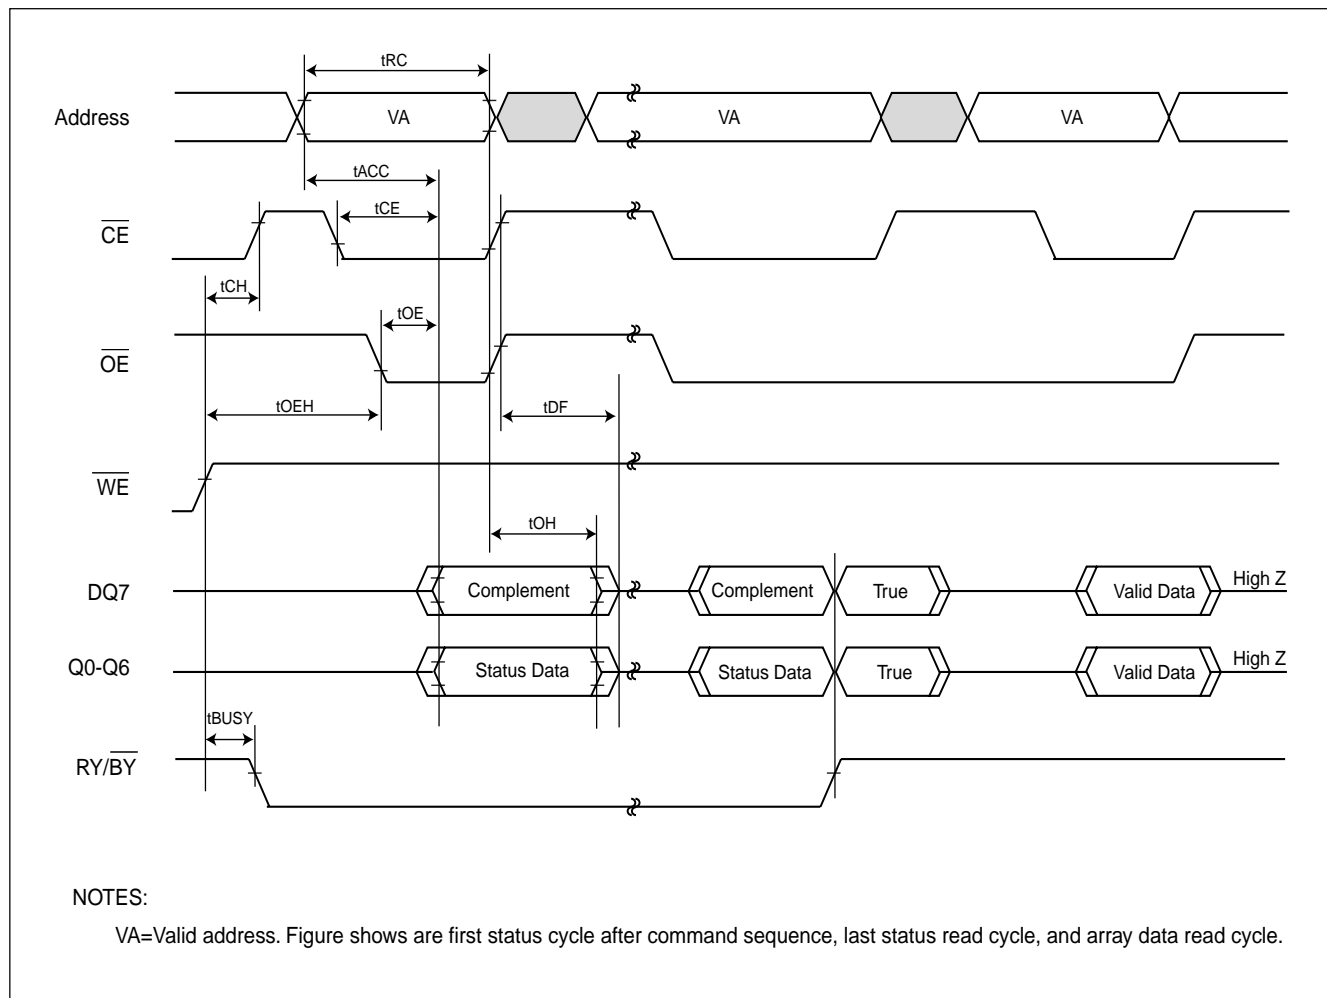 tRC
Address VA VA VA
tACC
tCE
CE
tCH
tOE
OE
tOEH tDF
WE
tOH
DQ7 Complement Complement True Valid Data High Z
Q0-Q6 Status Data Status Data True Valid Data High Z
tBUSY
RY/BY
NOTES:
VA=Valid address. Figure shows are first status cycle after command sequence, last status read cycle, and array data read cycle.